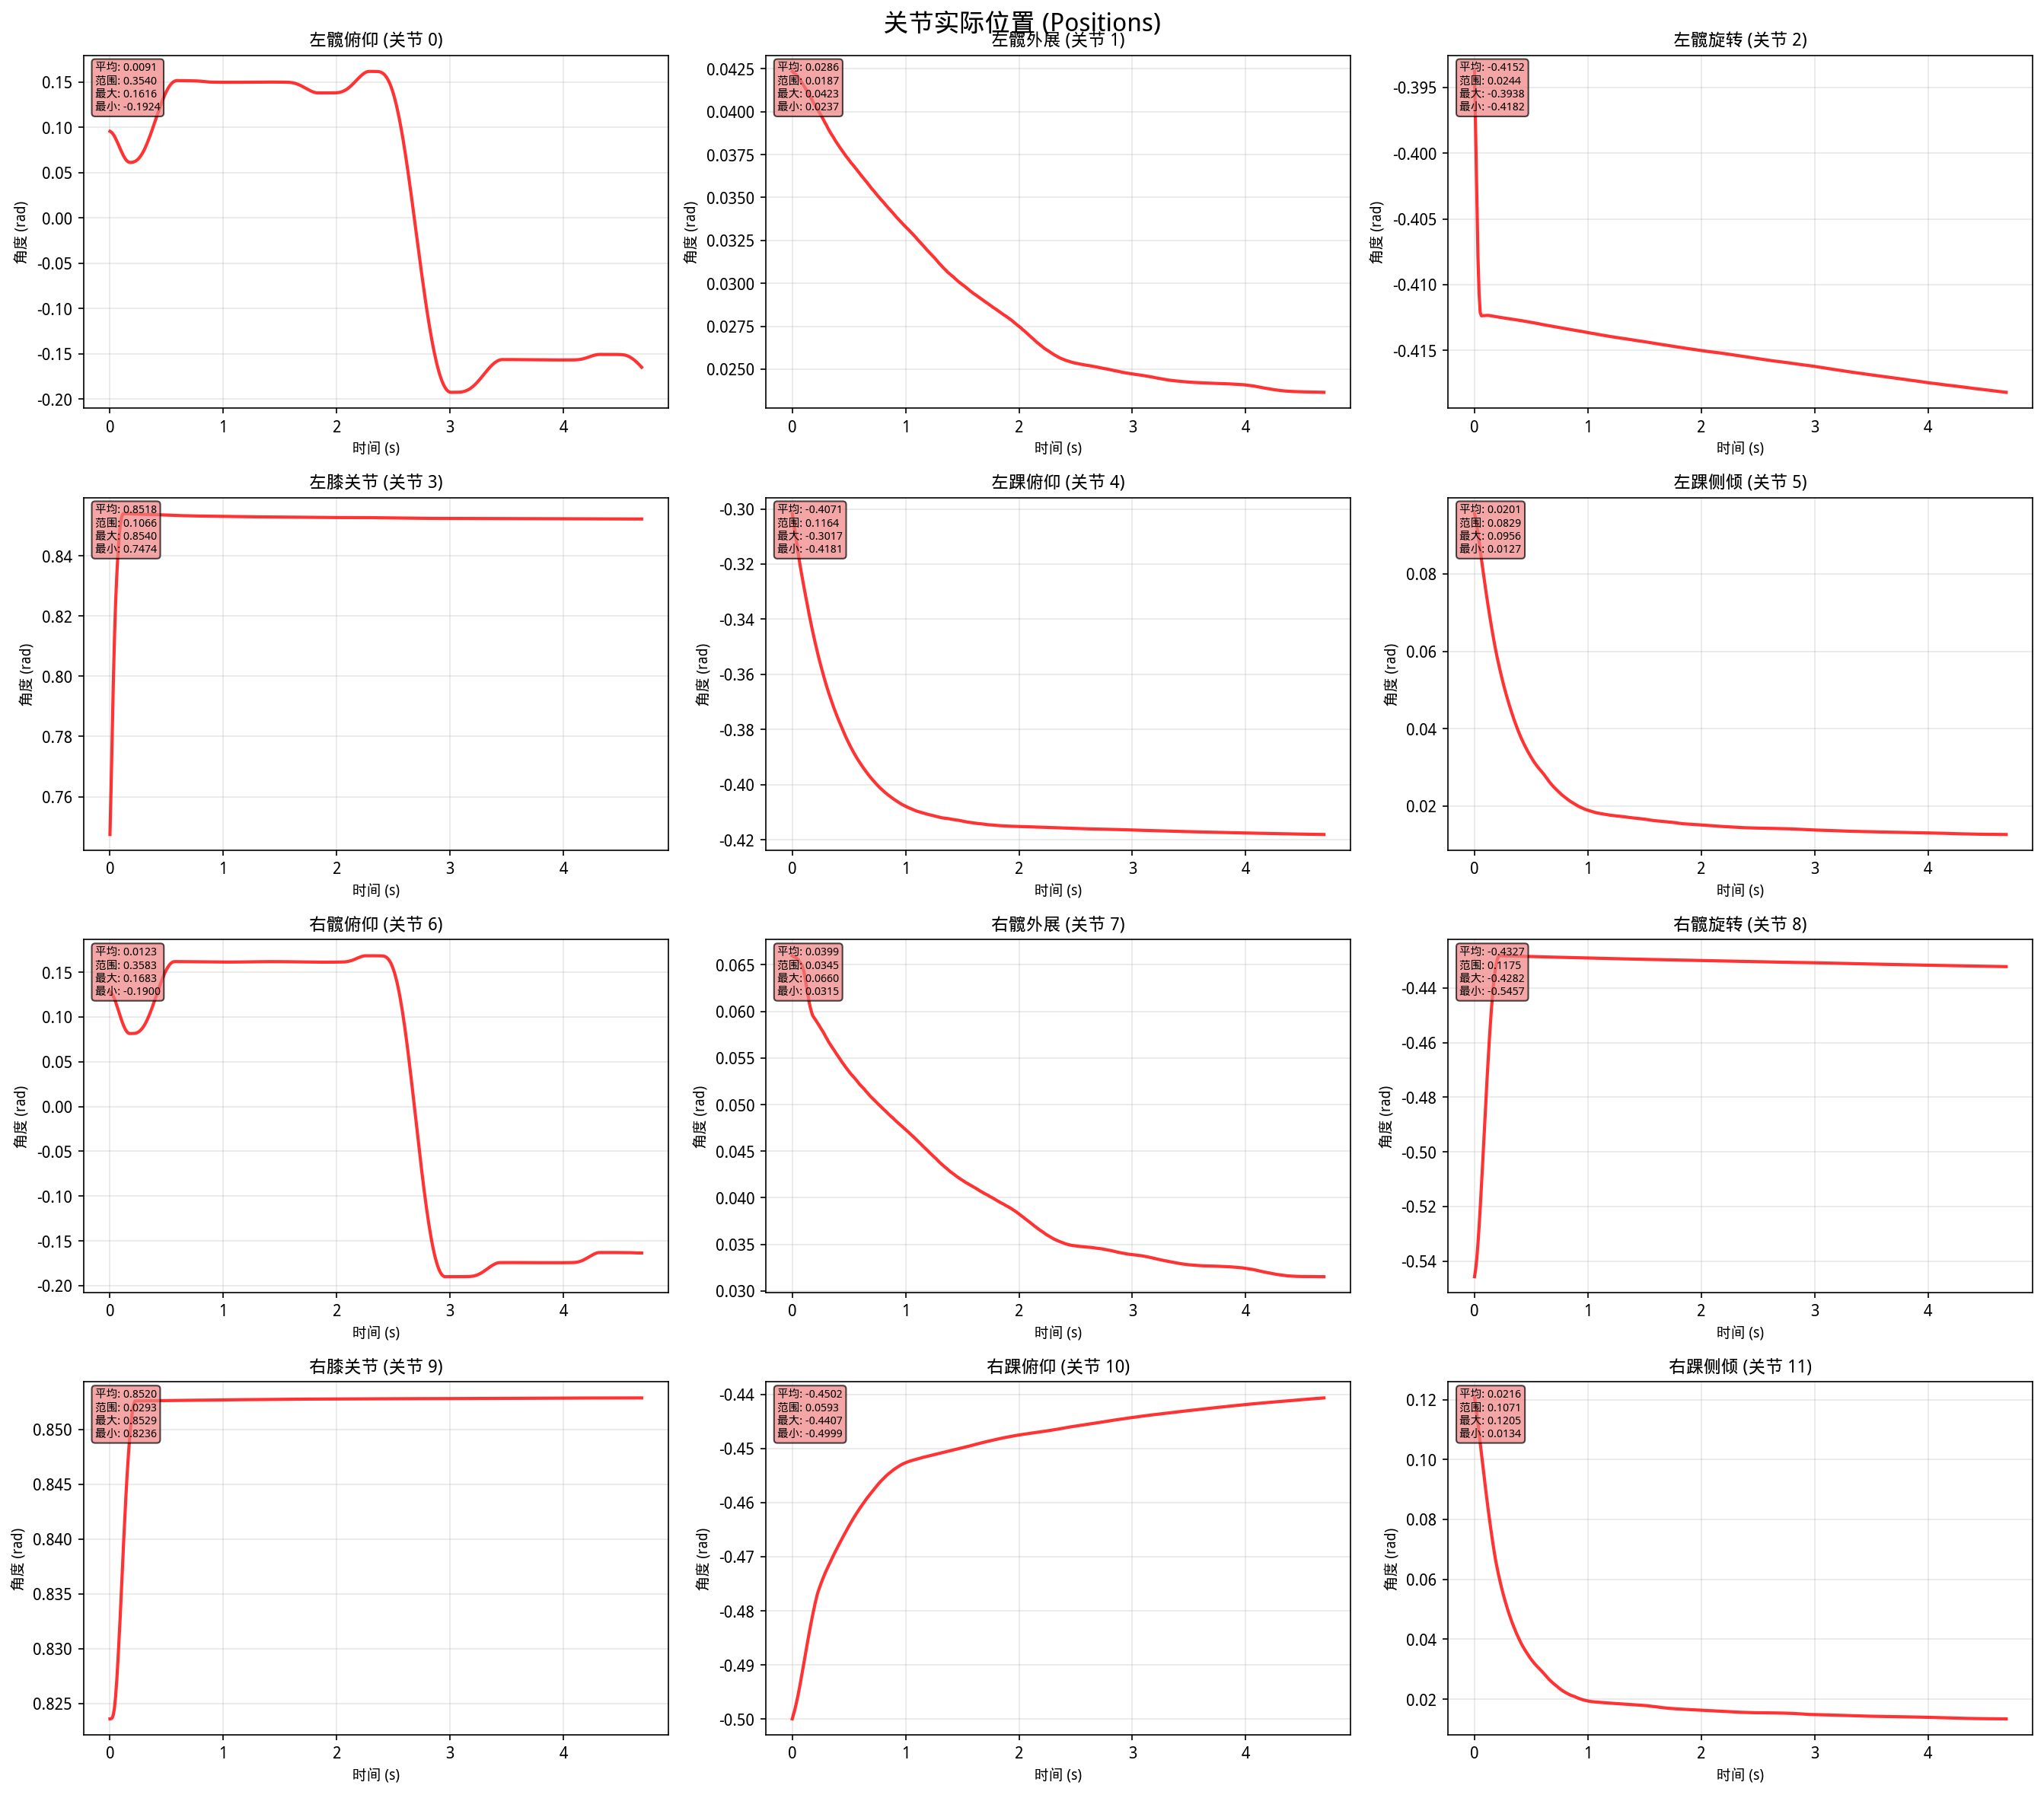 关节实际位置 (Positions)
左髋俯仰 (关节 0)
平均: 0.0091
范围: 0.3540
最大: 0.1616
最小: -0.1924
0.15
0.10
0.05
0.00
-0.05
-0.10
-0.15
-0.20
角度 (rad)
0 1 2 3 4
时间 (s)
左髋外展 (关节 1)
平均: 0.0286
范围: 0.0187
最大: 0.0423
最小: 0.0237
0.0425
0.0400
0.0375
0.0350
0.0325
0.0300
0.0275
0.0250
角度 (rad)
0 1 2 3 4
时间 (s)
左髋旋转 (关节 2)
平均: -0.4152
范围: 0.0244
最大: -0.3938
最小: -0.4182
-0.395
-0.400
-0.405
-0.410
-0.415
角度 (rad)
0 1 2 3 4
时间 (s)
左膝关节 (关节 3)
平均: 0.8518
范围: 0.1066
最大: 0.8540
最小: 0.7474
0.84
0.82
0.80
0.78
0.76
角度 (rad)
0 1 2 3 4
时间 (s)
左踝俯仰 (关节 4)
平均: -0.4071
范围: 0.1164
最大: -0.3017
最小: -0.4181
-0.30
-0.32
-0.34
-0.36
-0.38
-0.40
-0.42
角度 (rad)
0 1 2 3 4
时间 (s)
左踝侧倾 (关节 5)
平均: 0.0201
范围: 0.0829
最大: 0.0956
最小: 0.0127
0.08
0.06
0.04
0.02
角度 (rad)
0 1 2 3 4
时间 (s)
右髋俯仰 (关节 6)
平均: 0.0123
范围: 0.3583
最大: 0.1683
最小: -0.1900
0.15
0.10
0.05
0.00
-0.05
-0.10
-0.15
-0.20
角度 (rad)
0 1 2 3 4
时间 (s)
右髋外展 (关节 7)
平均: 0.0399
范围: 0.0345
最大: 0.0660
最小: 0.0315
0.065
0.060
0.055
0.050
0.045
0.040
0.035
0.030
角度 (rad)
0 1 2 3 4
时间 (s)
右髋旋转 (关节 8)
平均: -0.4327
范围: 0.1175
最大: -0.4282
最小: -0.5457
-0.44
-0.46
-0.48
-0.50
-0.52
-0.54
角度 (rad)
0 1 2 3 4
时间 (s)
右膝关节 (关节 9)
平均: 0.8520
范围: 0.0293
最大: 0.8529
最小: 0.8236
0.850
0.845
0.840
0.835
0.830
0.825
角度 (rad)
0 1 2 3 4
时间 (s)
右踝俯仰 (关节 10)
平均: -0.4502
范围: 0.0593
最大: -0.4407
最小: -0.4999
-0.44
-0.45
-0.46
-0.47
-0.48
-0.49
-0.50
角度 (rad)
0 1 2 3 4
时间 (s)
右踝侧倾 (关节 11)
平均: 0.0216
范围: 0.1071
最大: 0.1205
最小: 0.0134
0.12
0.10
0.08
0.06
0.04
0.02
角度 (rad)
0 1 2 3 4
时间 (s)